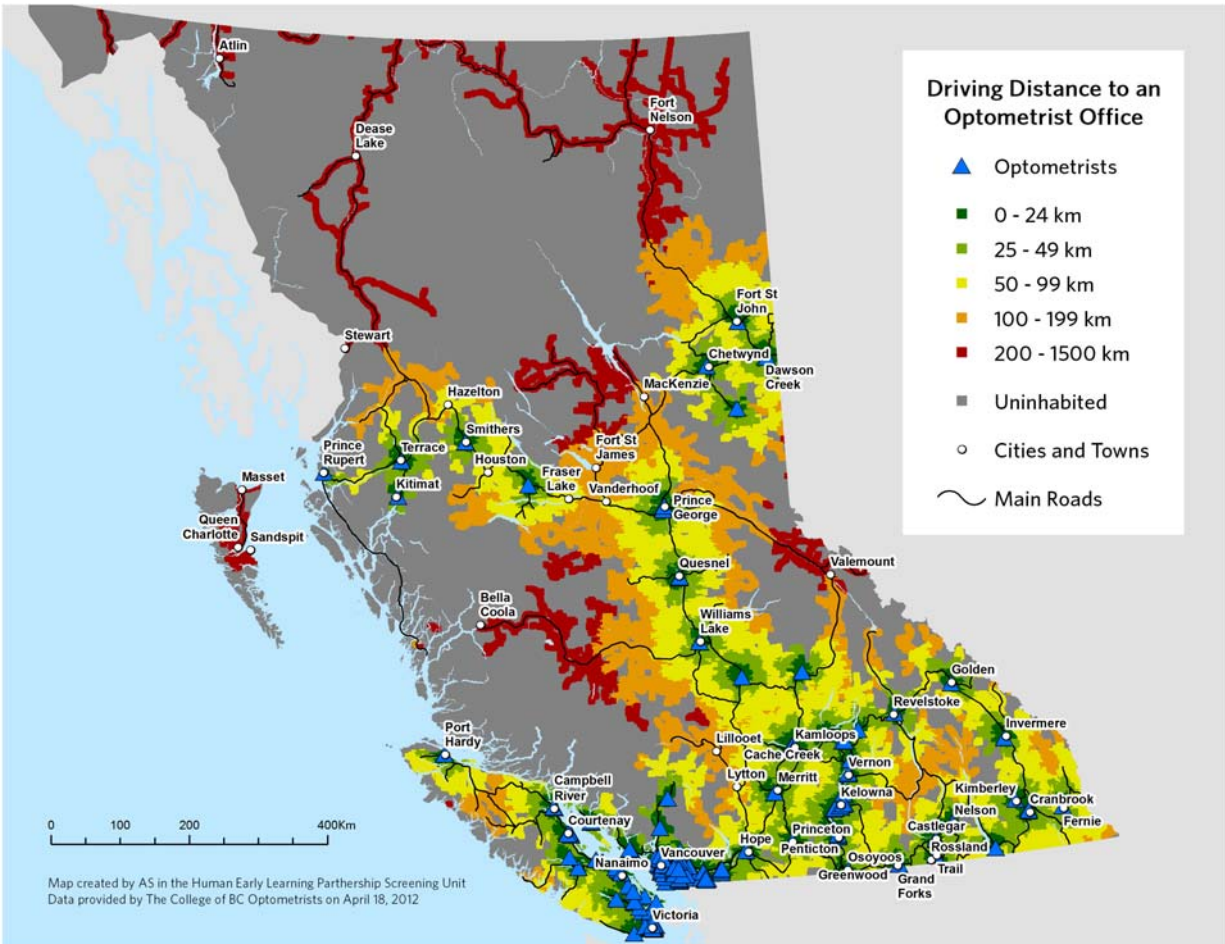 Driving Distance to an
Optometrist Office
Optometrists
0 - 24 km
25 - 49 km
50 - 99 km
100 - 199 km
200 - 1500 km
Uninhabited
Cities and Towns
Main Roads
Atlin
Fort
Nelson
Dease
Lake
Stewart
Fort St
John
Chetwynd
Dawson
Creek
MacKenzie
Hazelton
Smithers
Terrace
Houston
Prince
Rupert
Kitimat
Fort St
James
Fraser
Lake
Vanderhoof
Prince
George
Masset
Queen
Charlotte
Sandspit
Quesnel
Valemount
Bella
Coola
Williams
Lake
Golden
Revelstoke
Invermere
Port
Hardy
Lillooet
Kamloops
Cache Creek
Vernon
Lytton
Merritt
Kelowna
Kimberley
Cranbrook
Nelson
Fernie
Campbell
River
Courtenay
Princeton
Castlegar
Hope
Penticton
Rossland
Osoyoos
Trail
Vancouver
Nanaimo
Greenwood
Grand
Forks
Victoria
0 100 200 400Km
Map created by AS in the Human Early Learning Parthership Screening Unit
Data provided by The College of BC Optometrists on April 18, 2012